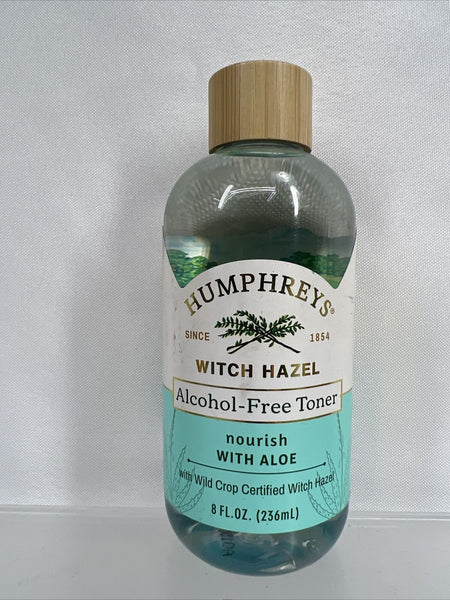 HUMPHREYS®
SINCE 1854
WITCH HAZEL
Alcohol-Free Toner
nourish
WITH ALOE
with Wild Crop Certified Witch Hazel
8 FL.OZ. (236mL)